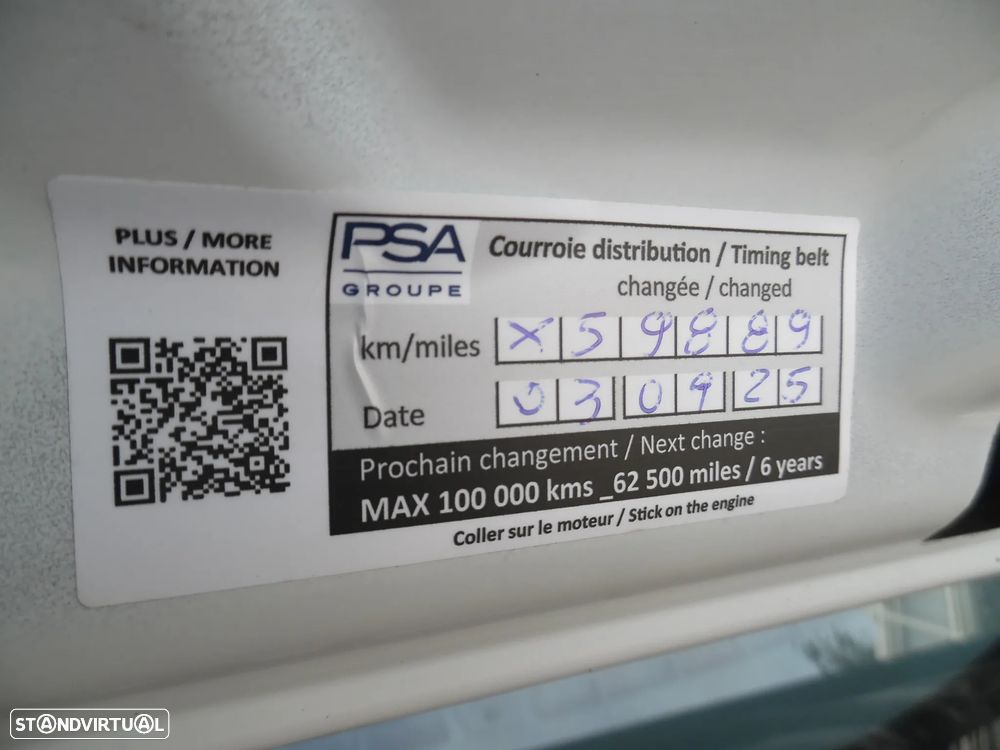 PLUS / MORE
INFORMATION
PSA
GROUPE
Courroie distribution / Timing belt
changée / changed
km/miles X 5 9 8 8 9
Date 0 3 0 9 2 5
Prochain changement / Next change :
MAX 100 000 kms _62 500 miles / 6 years
Coller sur le moteur / Stick on the engine
STANDVIRTUAL